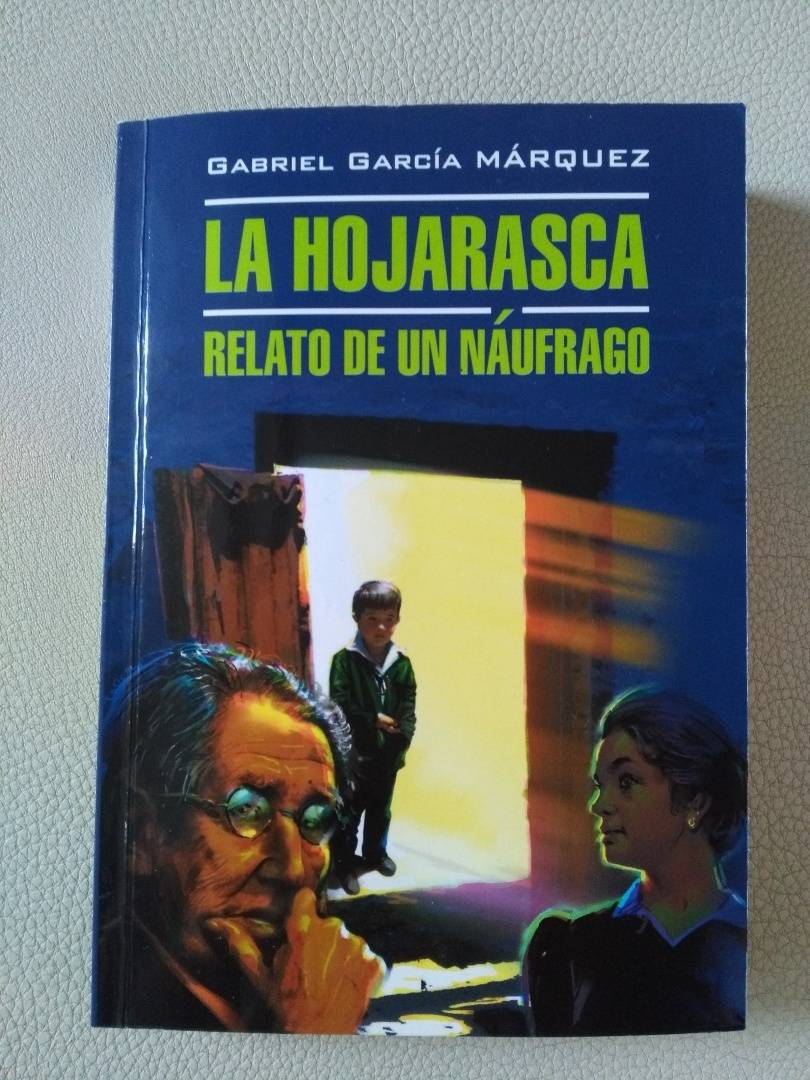 GABRIEL GARCÍA MÁRQUEZ
LA HOJARASCA
RELATO DE UN NÁUFRAGO